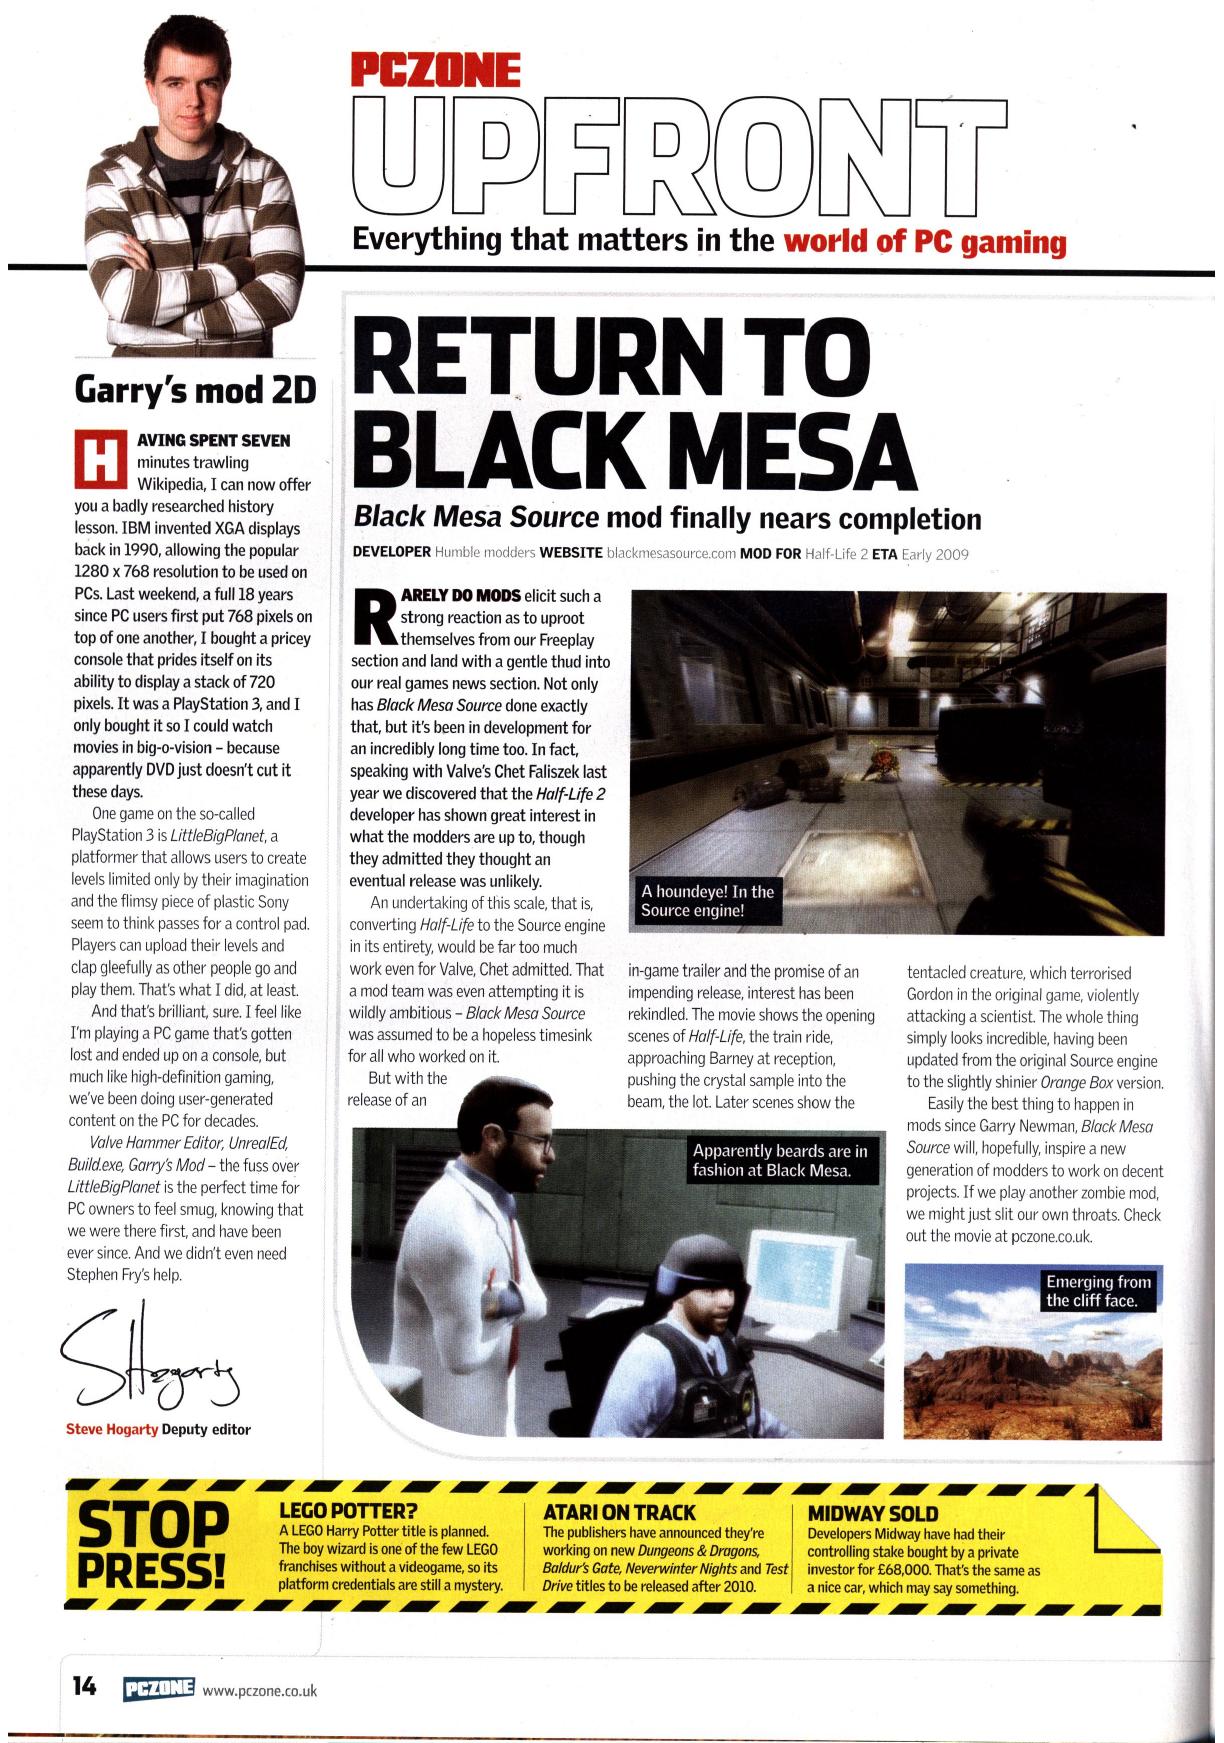 PCZONE
UPFRONT
Everything that matters in the world of PC gaming
Garry's mod 2D
HAVING SPENT SEVEN
minutes trawling
Wikipedia, I can now offer
you a badly researched history
lesson. IBM invented XGA displays
back in 1990, allowing the popular
1280 x 768 resolution to be used on
PCs. Last weekend, a full 18 years
since PC users first put 768 pixels on
top of one another, I bought a pricey
console that prides itself on its
ability to display a stack of 720
pixels. It was a PlayStation 3, and I
only bought it so I could watch
movies in big-o-vision – because
apparently DVD just doesn't cut it
these days.
One game on the so-called
PlayStation 3 is LittleBigPlanet, a
platformer that allows users to create
levels limited only by their imagination
and the flimsy piece of plastic Sony
seem to think passes for a control pad.
Players can upload their levels and
clap gleefully as other people go and
play them. That's what I did, at least.
And that's brilliant, sure. I feel like
I'm playing a PC game that's gotten
lost and ended up on a console, but
much like high-definition gaming,
we've been doing user-generated
content on the PC for decades.
Valve Hammer Editor, UnrealEd,
Build.exe, Garry's Mod – the fuss over
LittleBigPlanet is the perfect time for
PC owners to feel smug, knowing that
we were there first, and have been
ever since. And we didn't even need
Stephen Fry's help.
SHogarty
Steve Hogarty Deputy editor
RETURN TO
BLACK MESA
Black Mesa Source mod finally nears completion
DEVELOPER Humble modders WEBSITE blackmesasource.com MOD FOR Half-Life 2 ETA Early 2009
RARELY DO MODS elicit such a
strong reaction as to uproot
themselves from our Freeplay
section and land with a gentle thud into
our real games news section. Not only
has Black Mesa Source done exactly
that, but it's been in development for
an incredibly long time too. In fact,
speaking with Valve's Chet Faliszek last
year we discovered that the Half-Life 2
developer has shown great interest in
what the modders are up to, though
they admitted they thought an
eventual release was unlikely.
An undertaking of this scale, that is,
converting Half-Life to the Source engine
in its entirety, would be far too much
work even for Valve, Chet admitted. That
a mod team was even attempting it is
wildly ambitious – Black Mesa Source
was assumed to be a hopeless timesink
for all who worked on it.
But with the
release of an
A houndeye! In the
Source engine!
in-game trailer and the promise of an
impending release, interest has been
rekindled. The movie shows the opening
scenes of Half-Life, the train ride,
approaching Barney at reception,
pushing the crystal sample into the
beam, the lot. Later scenes show the
tentacled creature, which terrorised
Gordon in the original game, violently
attacking a scientist. The whole thing
simply looks incredible, having been
updated from the original Source engine
to the slightly shinier Orange Box version.
Easily the best thing to happen in
mods since Garry Newman, Black Mesa
Source will, hopefully, inspire a new
generation of modders to work on decent
projects. If we play another zombie mod,
we might just slit our own throats. Check
out the movie at pczone.co.uk.
Apparently beards are in
fashion at Black Mesa.
Emerging from
the cliff face.
STOP
PRESS!
LEGO POTTER?
A LEGO Harry Potter title is planned.
The boy wizard is one of the few LEGO
franchises without a videogame, so its
platform credentials are still a mystery.
ATARI ON TRACK
The publishers have announced they're
working on new Dungeons & Dragons,
Baldur's Gate, Neverwinter Nights and Test
Drive titles to be released after 2010.
MIDWAY SOLD
Developers Midway have had their
controlling stake bought by a private
investor for £68,000. That's the same as
a nice car, which may say something.
14 PCZONE www.pczone.co.uk